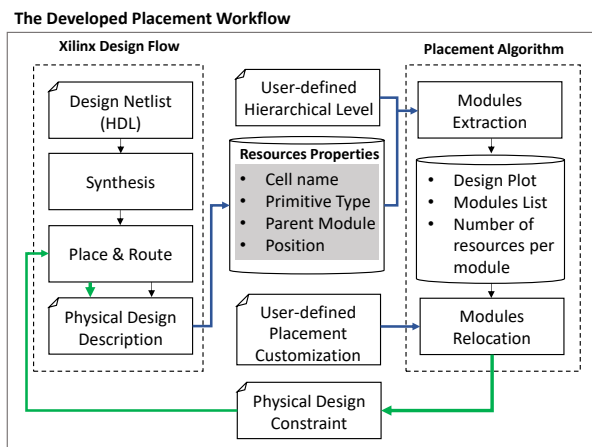 The Developed Placement Workflow
Xilinx Design Flow
Design Netlist
(HDL)
Synthesis
Place & Route
Physical Design
Description
User-defined
Hierarchical Level
Resources Properties
• Cell name
• Primitive Type
• Parent Module
• Position
User-defined
Placement
Customization
Physical Design
Constraint
Placement Algorithm
Modules
Extraction
• Design Plot
• Modules List
• Number of
resources per
module
Modules
Relocation